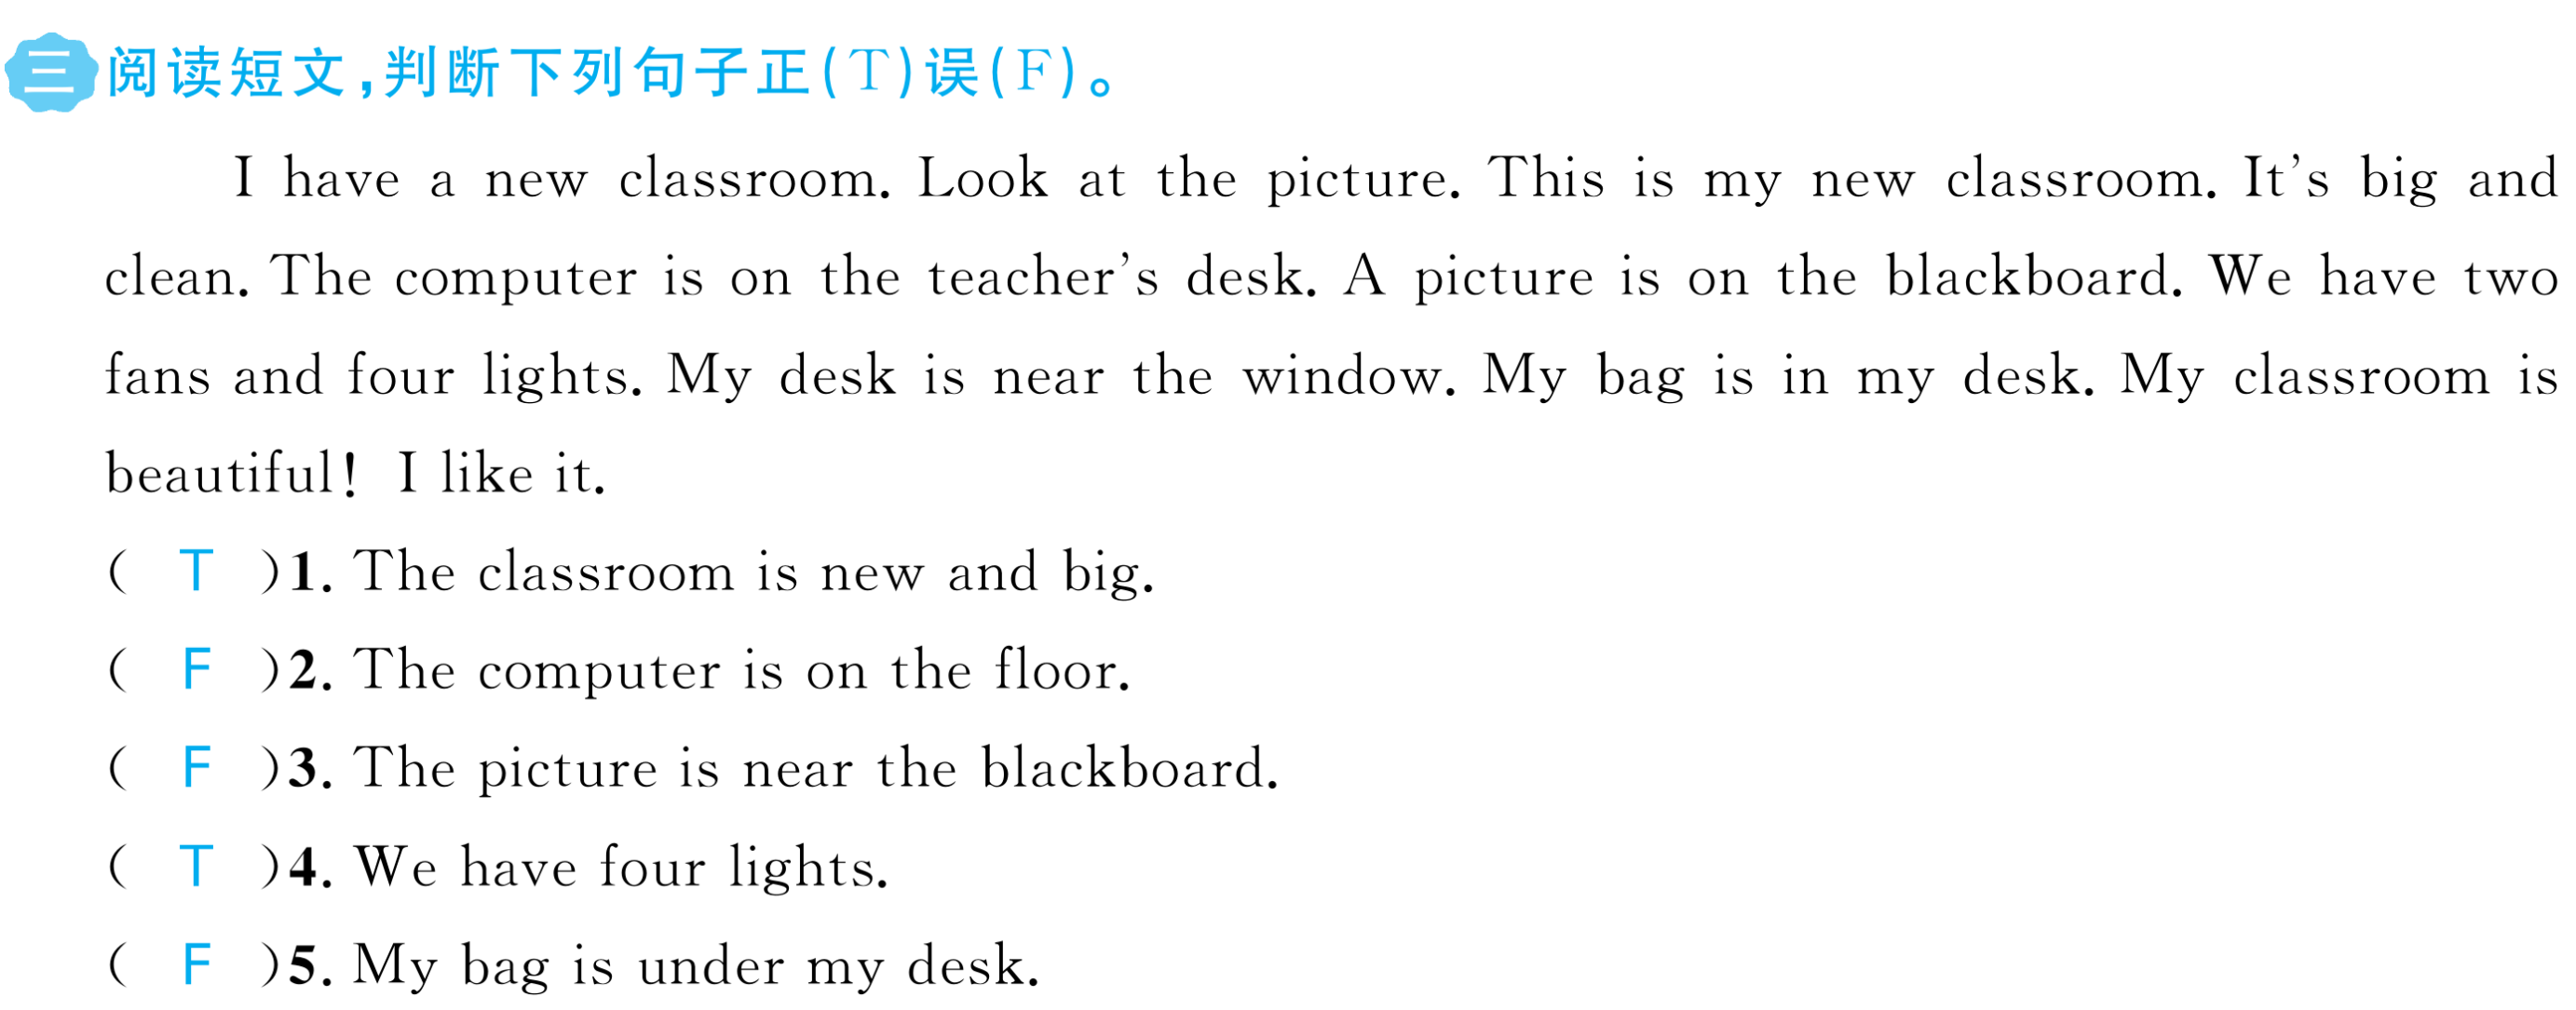 三 阅读短文,判断下列句子正(T)误(F)。
I have a new classroom. Look at the picture. This is my new classroom. It’s big and
clean. The computer is on the teacher’s desk. A picture is on the blackboard. We have two
fans and four lights. My desk is near the window. My bag is in my desk. My classroom is
beautiful! I like it.
( T )1. The classroom is new and big.
( F )2. The computer is on the floor.
( F )3. The picture is near the blackboard.
( T )4. We have four lights.
( F )5. My bag is under my desk.